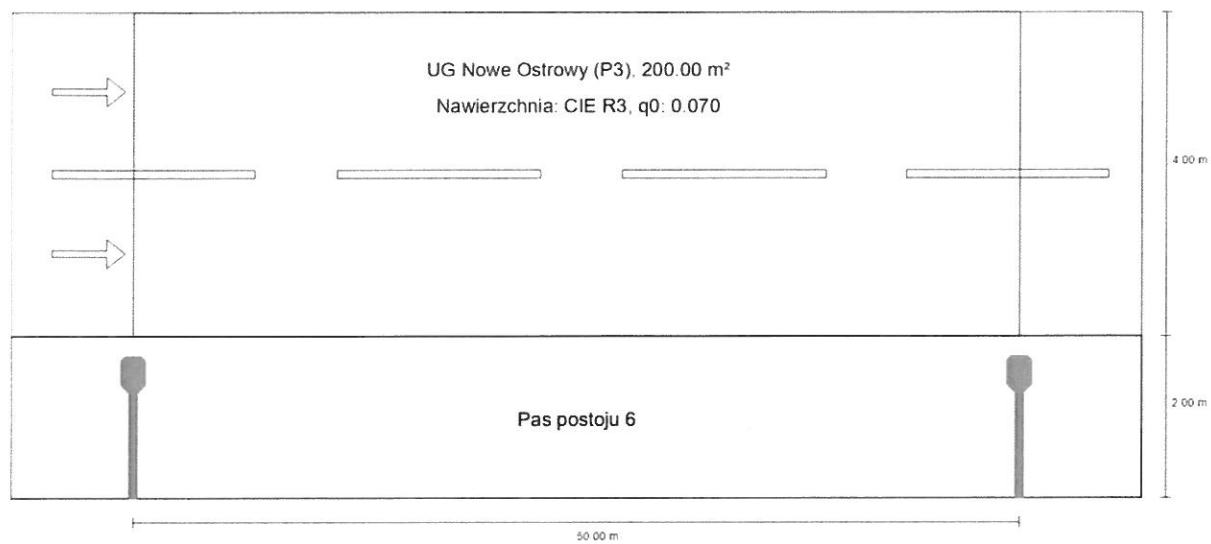 UG Nowe Ostrowy (P3), 200.00 m²
Nawierzchnia: CIE R3, q0: 0.070
4.00 m
Pas postoju 6
2.00 m
50.00 m